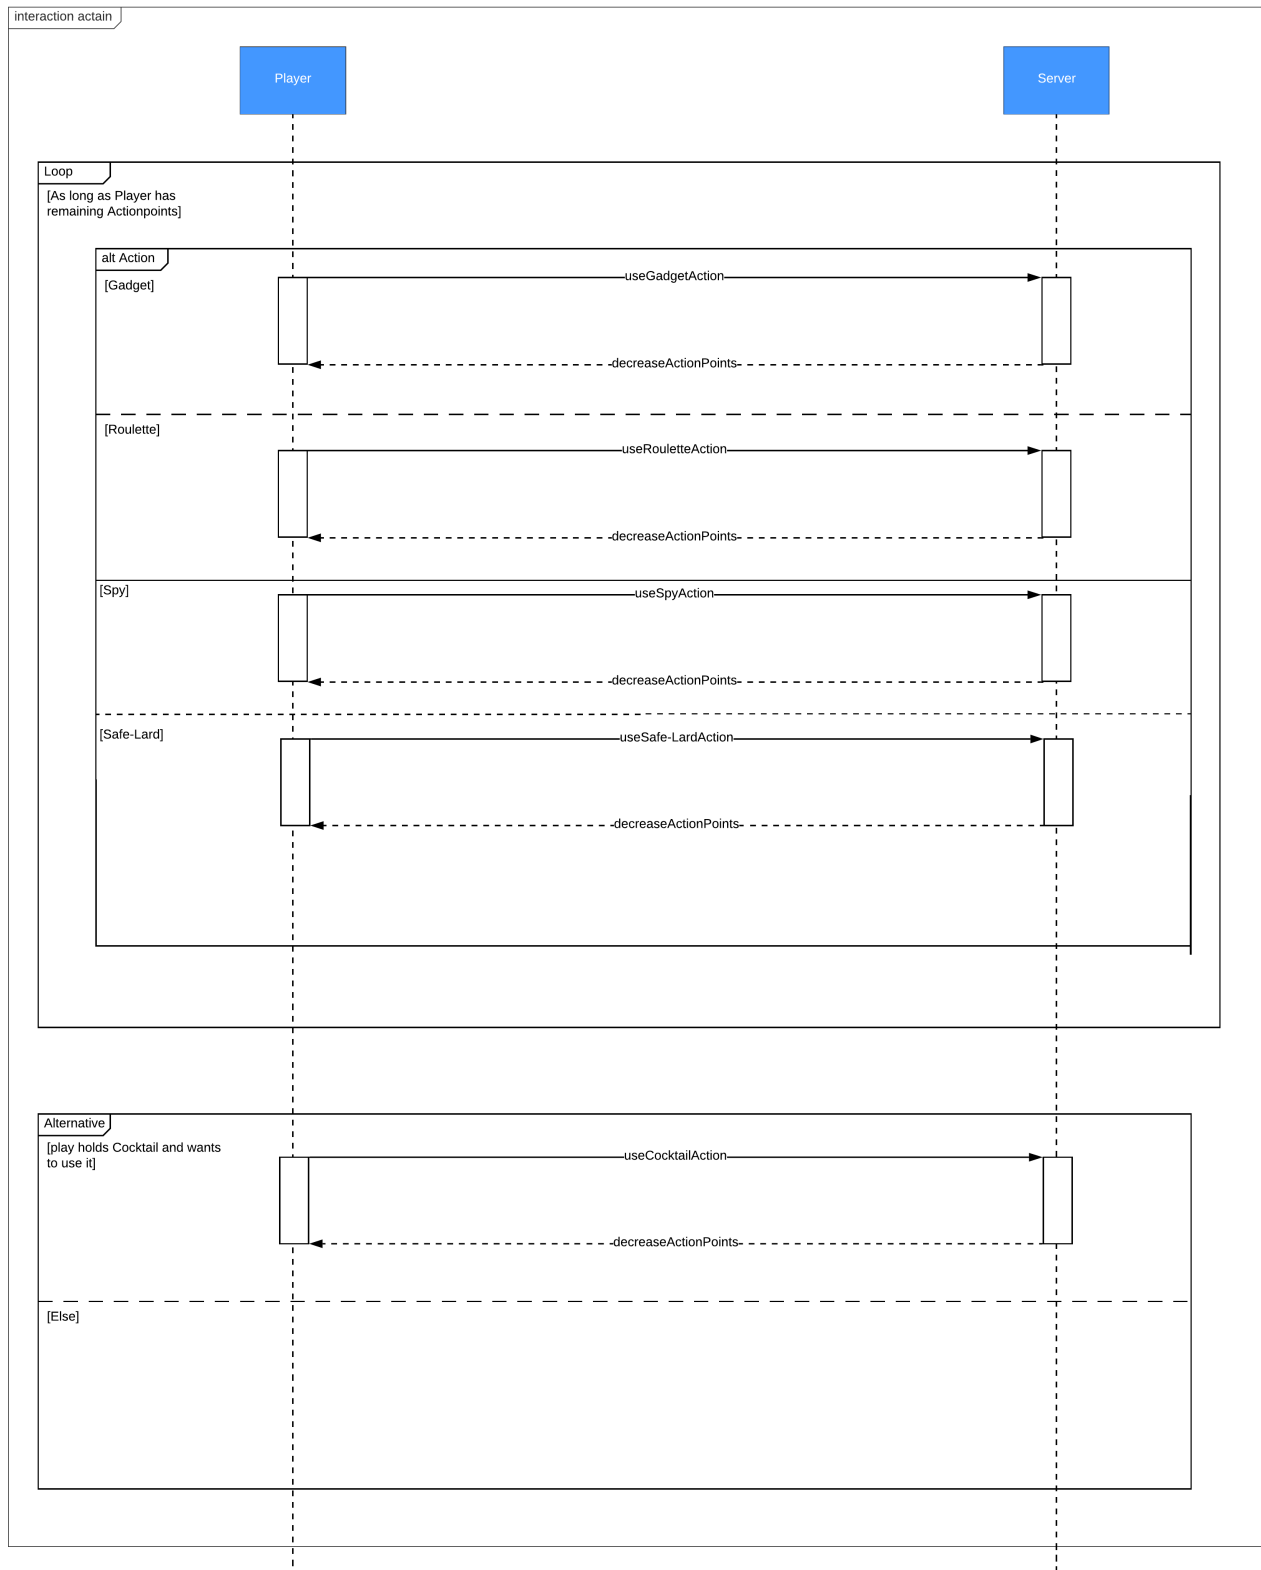 interaction actain
Player
Server
Loop
[As long as Player has
remaining Actionpoints]
alt Action
[Gadget]
useGadgetAction
decreaseActionPoints
[Roulette]
useRouletteAction
decreaseActionPoints
[Spy]
useSpyAction
decreaseActionPoints
[Safe-Lard]
useSafe-LardAction
decreaseActionPoints
Alternative
[play holds Cocktail and wants
to use it]
useCocktailAction
decreaseActionPoints
[Else]